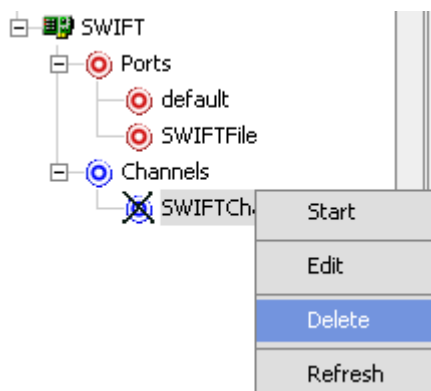 SWIFT
Ports
default
SWIFTFile
Channels
SWIFTCh
Start
Edit
Delete
Refresh